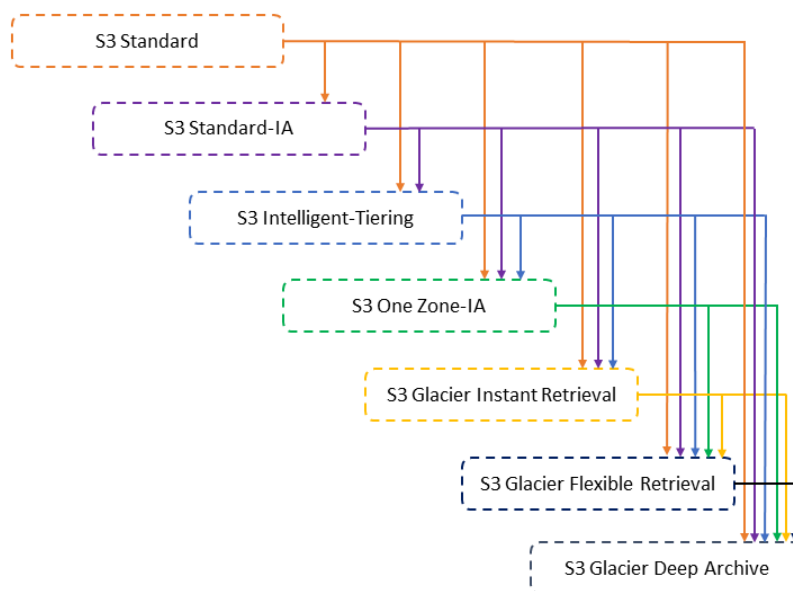 S3 Standard
S3 Standard-IA
S3 Intelligent-Tiering
S3 One Zone-IA
S3 Glacier Instant Retrieval
S3 Glacier Flexible Retrieval
S3 Glacier Deep Archive